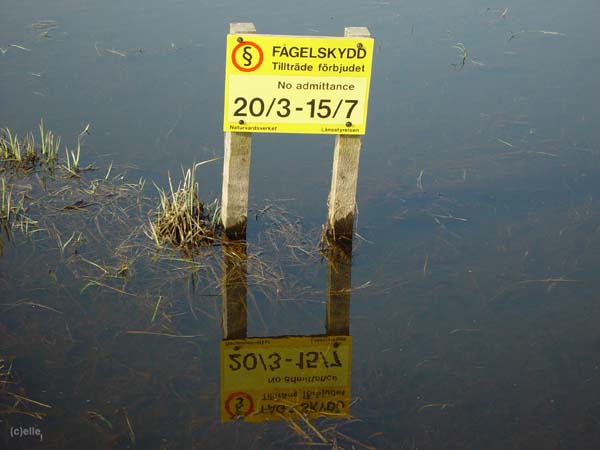 § FÅGELSKYDD
Tillträde förbjudet
No admittance
20/3-15/7
Naturvårdsverket Länsstyrelsen
(c)elle